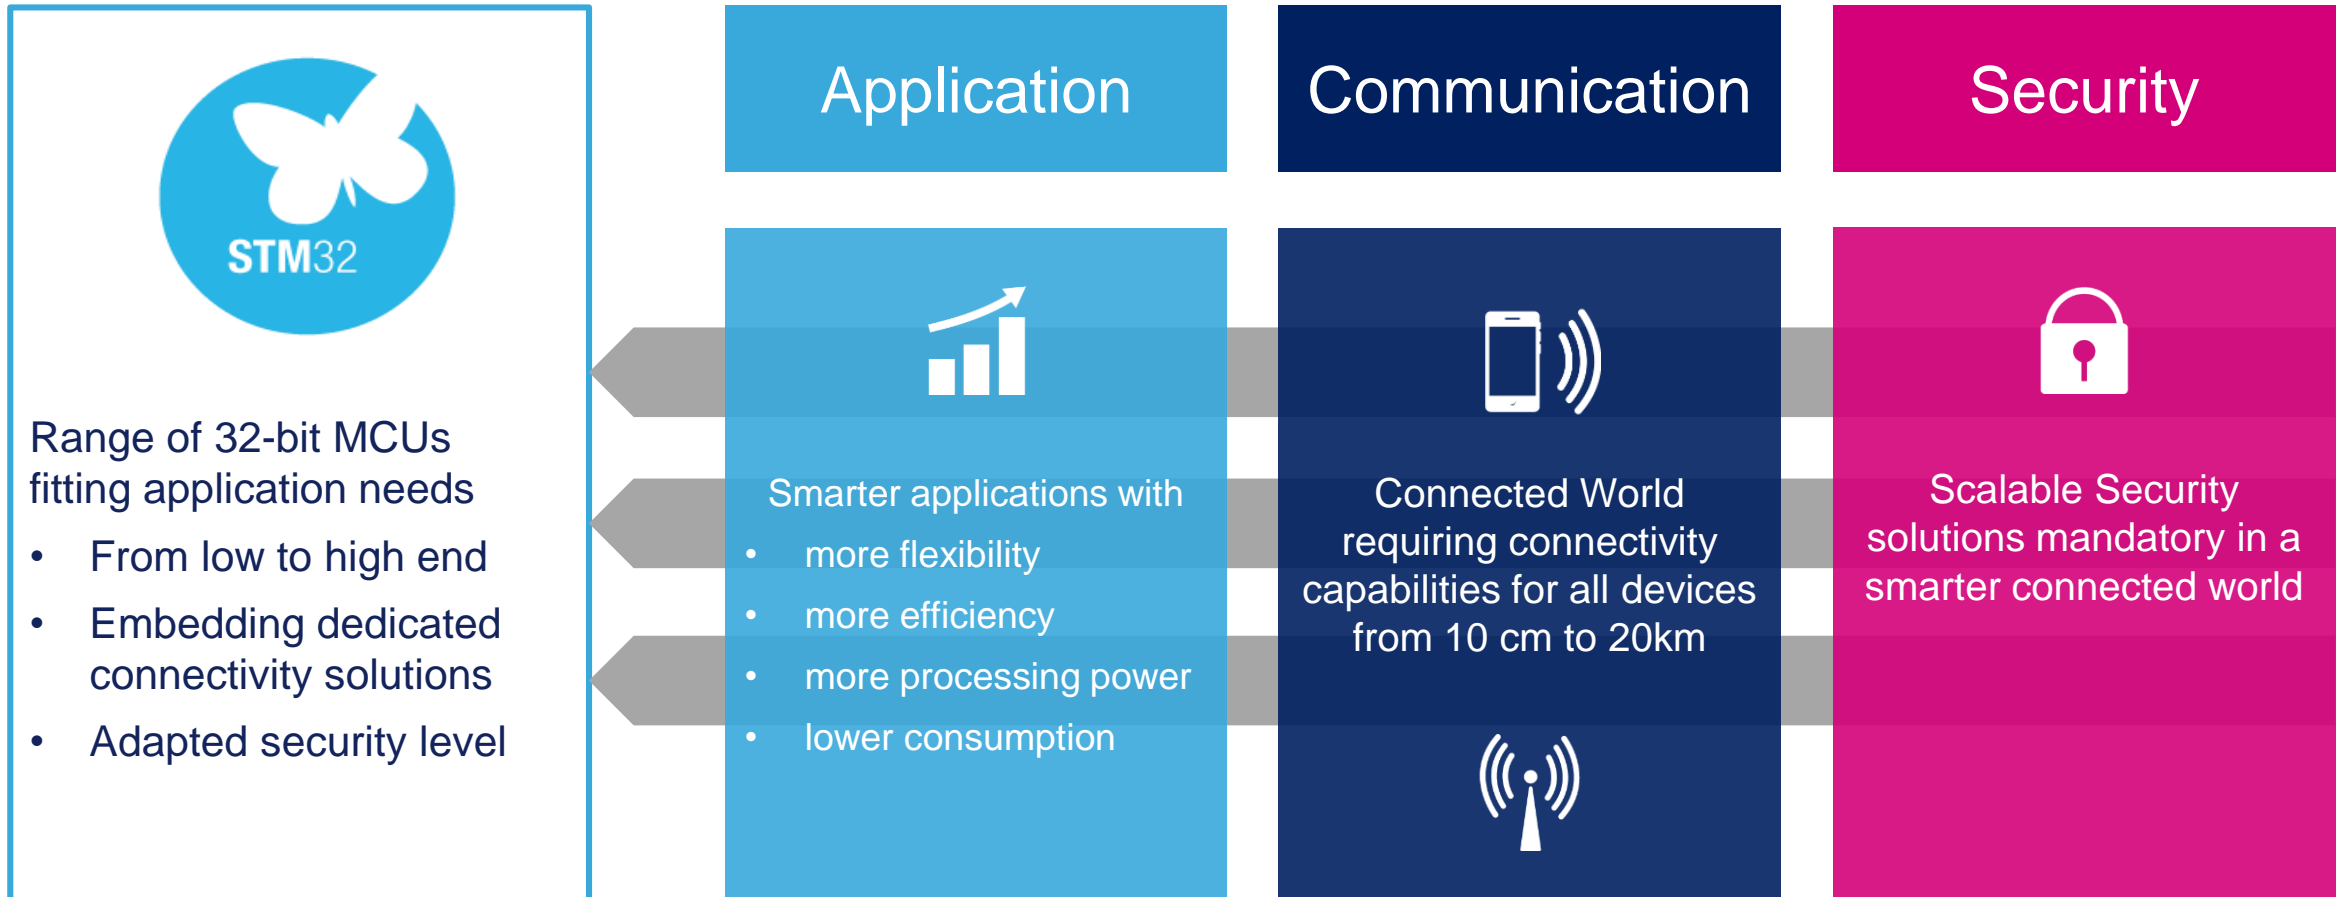 STM32
Range of 32-bit MCUs
fitting application needs
• From low to high end
• Embedding dedicated
connectivity solutions
• Adapted security level
Application
Smarter applications with
• more flexibility
• more efficiency
• more processing power
• lower consumption
Communication
Connected World
requiring connectivity
capabilities for all devices
from 10 cm to 20km
Security
Scalable Security
solutions mandatory in a
smarter connected world